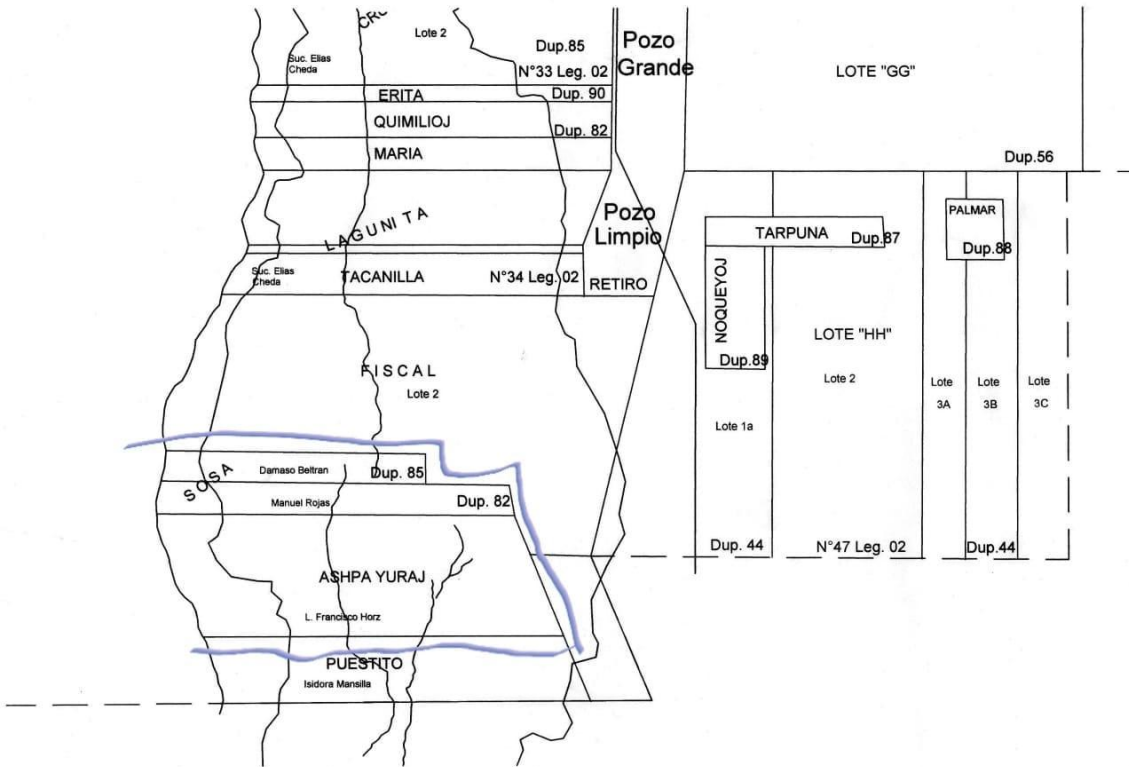 CRU
Lote 2
Suc. Elias
Cheda
Dup.85
N°33 Leg. 02
Pozo
Grande
LOTE "GG"
ERITA
Dup. 90
QUIMILIOJ
Dup. 82
MARIA
Dup.56
LAGUNITA
Pozo
Limpio
TARPUNA
Dup.87
PALMAR
Dup.88
Suc. Elias
Cheda
TACANILLA
N°34 Leg. 02
RETIRO
NOQUEYOJ
Dup.89
LOTE "HH"
FISCAL
Lote 2
Lote 2
Lote
3A
Lote
3B
Lote
3C
Lote 1a
SOSA
Damaso Beltran
Dup. 85
Manuel Rojas
Dup. 82
Dup. 44
N°47 Leg. 02
Dup.44
ASHPA YURAJ
L. Francisco Horz
PUESTITO
Isidora Mansilla